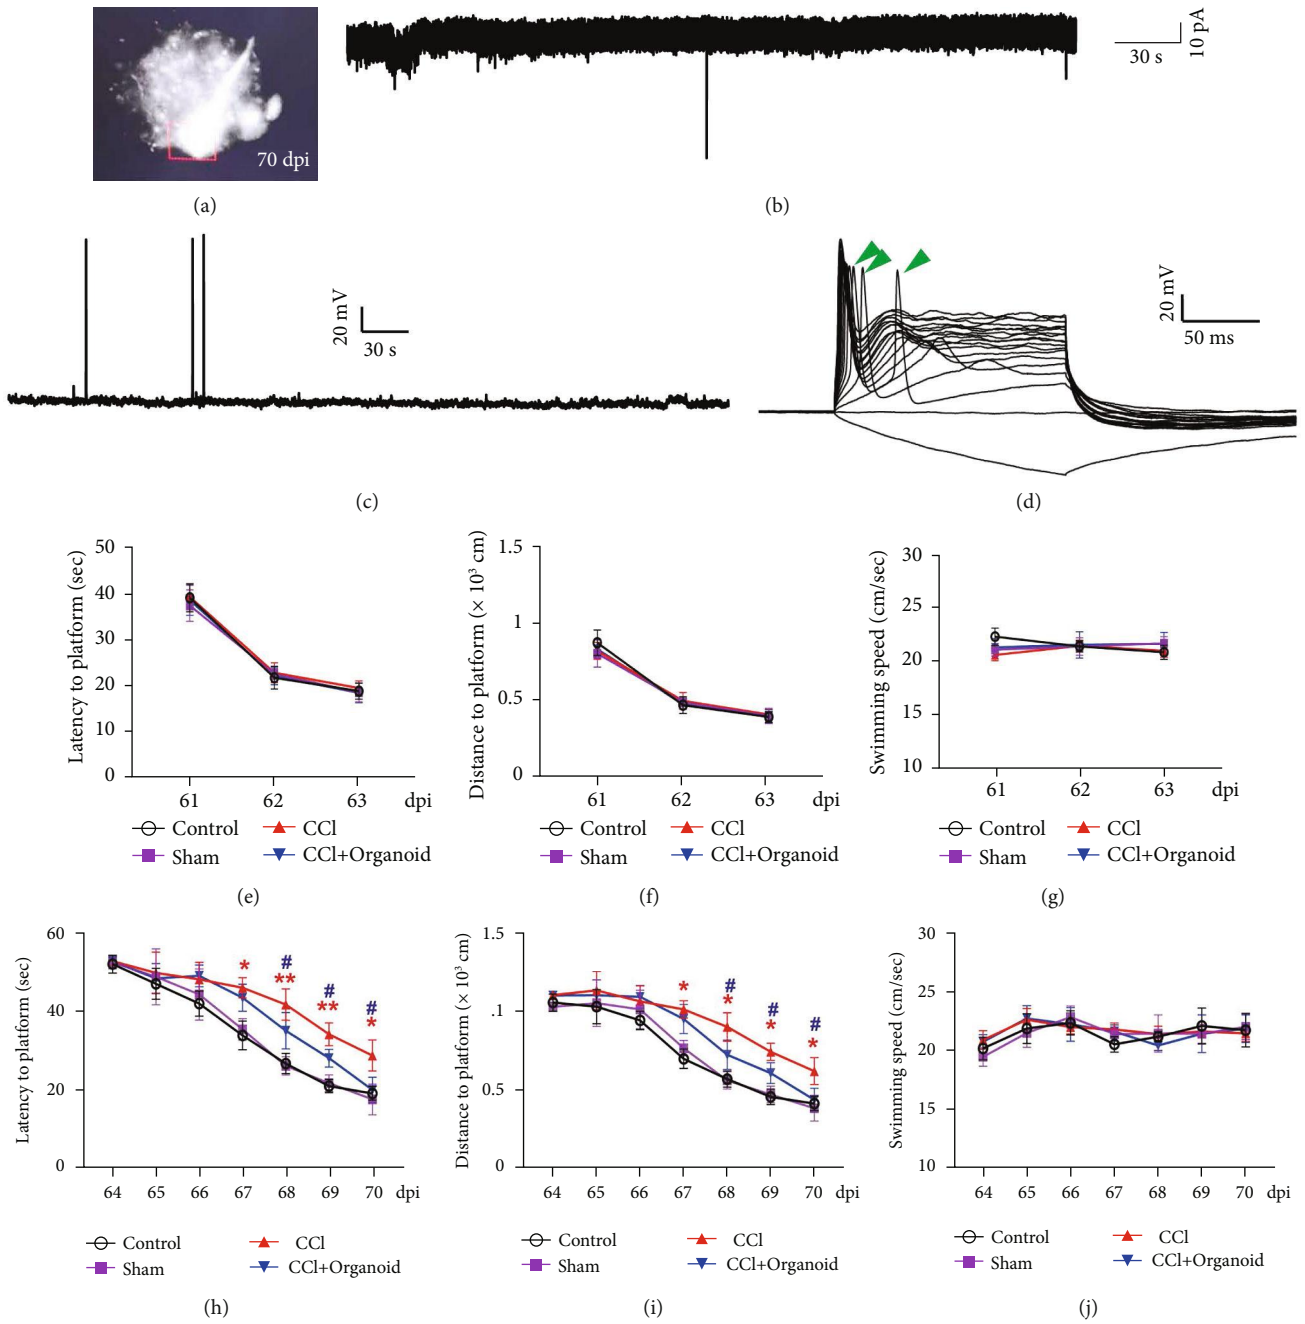 70 dpi
10 pA
30 s
(a)
(b)
20 mV
30 s
20 mV
50 ms
(c)
(d)
Latency to platform (sec)
50
40
30
20
10
0
61 62 63 dpi
Control CCl
Sham CCl+Organoid
(e)
Distance to platform (× 10³ cm)
1.5
1
0.5
0
61 62 63 dpi
Control CCl
Sham CCl+Organoid
(f)
Swimming speed (cm/sec)
30
25
20
15
10
61 62 63 dpi
Control CCl
Sham CCl+Organoid
(g)
Latency to platform (sec)
60
40
20
0
* # ** # ** # *
64 65 66 67 68 69 70 dpi
Control CCl
Sham CCl+Organoid
(h)
Distance to platform (× 10³ cm)
1.5
.1
0.5
0
* # * # * # *
64 65 66 67 68 69 70 dpi
Control CCl
Sham CCl+Organoid
(i)
Swimming speed (cm/sec)
30
25
20
15
10
64 65 66 67 68 69 70 dpi
Control CCl
Sham CCl+Organoid
(j)